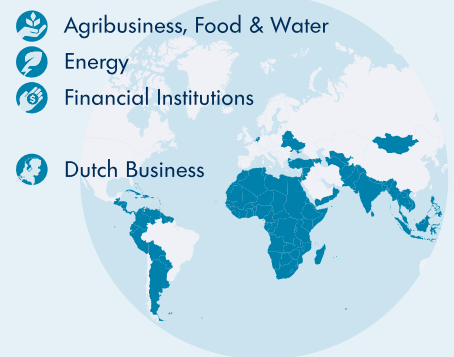 Agribusiness, Food & Water
Energy
Financial Institutions
Dutch Business